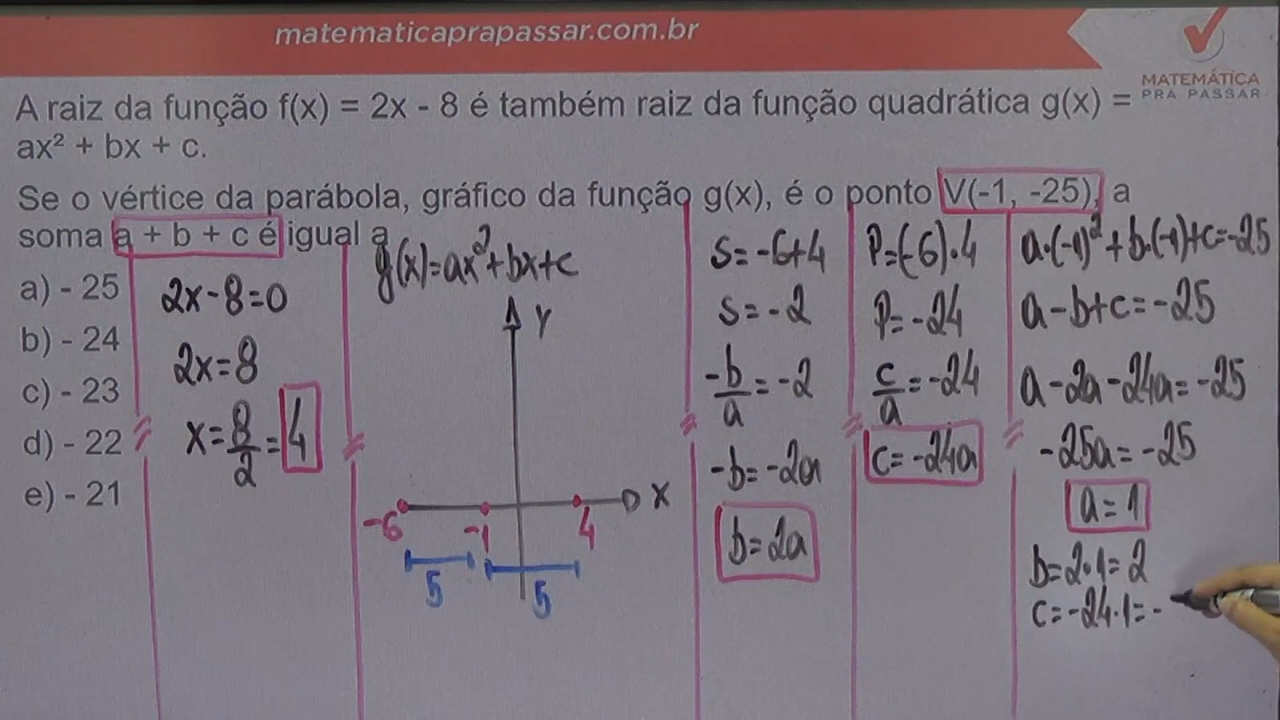 matematicaprapassar.com.br
MATEMÁTICA
PRA PASSAR
A raiz da função f(x) = 2x - 8 é também raiz da função quadrática g(x) =
ax² + bx + c.
Se o vértice da parábola, gráfico da função g(x), é o ponto V(-1, -25), a
soma a + b + c é igual a
a) - 25
b) - 24
c) - 23
d) - 22
e) - 21
2x-8=0
2x=8
x=8/2=4
g(x)=ax²+bx+c
Y
X
-6
-1
4
5
5
S=-6+4
S=-2
-b/a=-2
-b=-2a
b=2a
P=(-6)·4
P=-24
c/a=-24
c=-24a
a·(-1)²+b·(-1)+c=-25
a-b+c=-25
a-2a-24a=-25
-25a=-25
a=1
b=2·1=2
c=-24·1=-